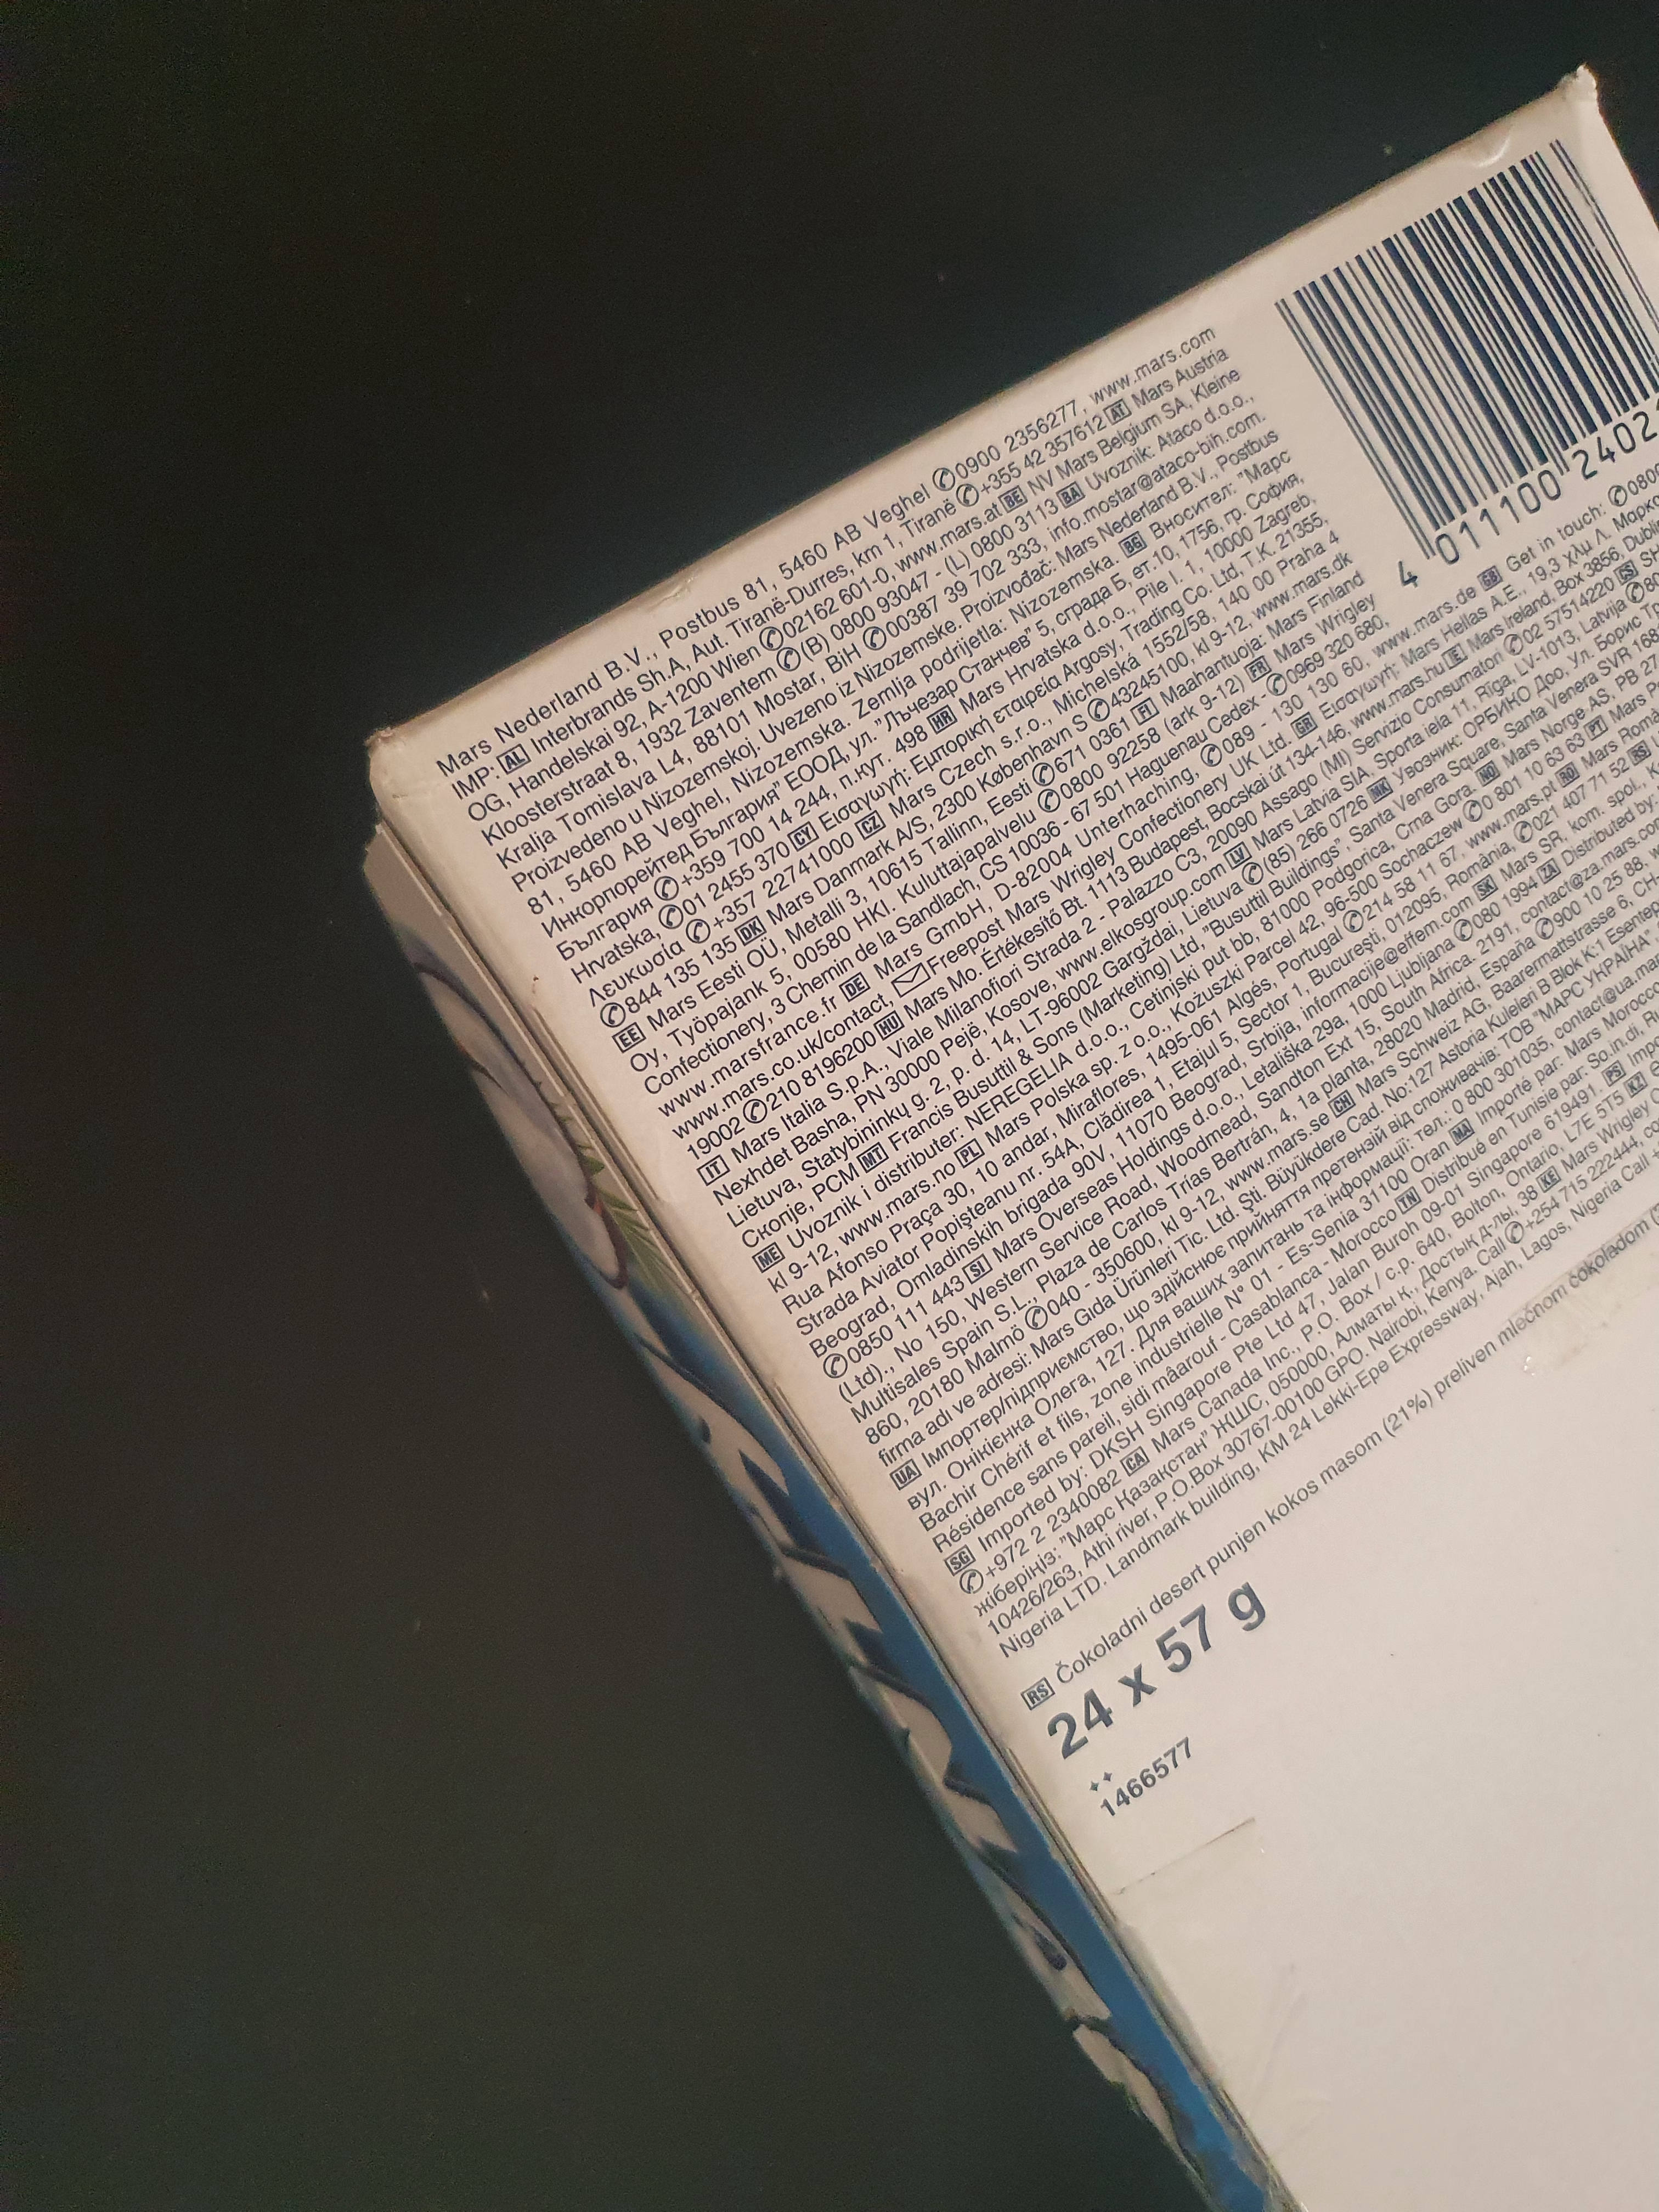 Mars Nederland B.V., Postbus 81, 5460 AB Veghel ✆0900 2356277, www.mars.com
IMP: AL Interbrands Sh.A, Aut. Tiranë-Durres, km 1, Tiranë ✆+355 42 357612 AT Mars Austria
OG, Handelskai 92, A-1200 Wien ✆02162 601-0, www.mars.at BE NV Mars Belgium SA, Kleine
Kloosterstraat 8, 1932 Zaventem ✆(B) 0800 93047 - (L) 0800 3113 BA Uvoznik: Ataco d.o.o.,
Kralja Tomislava L4, 88101 Mostar, BiH ✆00387 39 702 333, info.mostar@ataco-bih.com.
Proizvedeno u Nizozemskoj. Uvezeno iz Nizozemske. Proizvođač: Mars Nederland B.V., Postbus
81, 5460 AB Veghel, Nizozemska. Zemlja podrijetla: Nizozemska. BG Вносител: "Марс
Инкорпорейтед България" ЕООД, ул. "Лъчезар Станчев" 5, сграда Б, ет.10, 1756, гр. София,
България ✆+359 700 14 244, п.кут. 498 HR Mars Hrvatska d.o.o., Pile I. 1, 10000 Zagreb,
Hrvatska, ✆01 2455 370 CY Εισαγωγή: Εμπορική εταιρεία Argosy, Trading Co. Ltd, Τ.Κ. 21355,
Λευκωσία ✆+357 22741000 CZ Mars Czech s.r.o., Michelská 1552/58, 140 00 Praha 4
✆844 135 135 DK Mars Danmark A/S, 2300 København S ✆43245100, kl 9-12, www.mars.dk
EE Mars Eesti OÜ, Metalli 3, 10615 Tallinn, Eesti ✆671 0361 FI Maahantuoja: Mars Finland
Oy, Työpajank 5, 00580 HKI. Kuluttajapalvelu ✆0800 92258 (ark 9-12) FR Mars Wrigley
Confectionery, 3 Chemin de la Sandlach, CS 10036 - 67 501 Haguenau Cedex - ✆0969 320 680,
www.marsfrance.fr DE Mars GmbH, D-82004 Unterhaching, ✆089 - 130 130 60, www.mars.de GB Get in touch: ✆080
www.mars.co.uk/contact, Freepost Mars Wrigley Confectionery UK Ltd. GR Εισαγωγή: Mars Hellas A.E., 19,3 χλμ Λ. Μαρκο
19002 ✆210 8196200 HU Mars Mo. Értékesítő Bt. 1113 Budapest, Bocskai út 134-146, www.mars.hu IE Mars Ireland, Box 3856, Dublin
IT Mars Italia S.p.A., Viale Milanofiori Strada 2 - Palazzo C3, 20090 Assago (MI) Servizio Consumatori ✆02 57514220
Nexhdet Basha, PN 30000 Pejë, Kosove, www.elkosgroup.com LV Mars Latvia SIA, Sporta iela 11, Rīga, LV-1013, Latvija
Lietuva, Statybininkų g. 2, p. d. 14, LT-96002 Gargždai, Lietuva ✆(85) 266 0726 MK Увозник: ОРБИКО Доо, Ул. Борис
Скопје, РСМ MT Francis Busuttil & Sons (Marketing) Ltd, "Busuttil Buildings", Santa Venera Square, Santa Venera SVR 168
ME Uvoznik i distributer: NEREGELIA d.o.o., Cetinjski put bb, 81000 Podgorica, Crna Gora. NO Mars Norge AS, PB 27
kl 9-12, www.mars.no PL Mars Polska sp. z o.o., Kożuszki Parcel 42, 96-500 Sochaczew ✆0 801 10 63 63 PT Mars
Rua Afonso Praça 30, 10 andar, Miraflores, 1495-061 Algés, Portugal ✆214 58 11 67, www.mars.pt RO Mars Româ
Strada Aviator Popişteanu nr. 54A, Clădirea 1, Etajul 5, Sector 1, Bucureşti, 012095, România, ✆021 407 71 52 RS
Beograd, Omladinskih brigada 90V, 11070 Beograd, Srbija, informacije@effem.com SK Mars SR, kom. spol.,
✆0850 111 443 SI Mars Overseas Holdings d.o.o., Letališka 29a, 1000 Ljubljana ✆080 1994 ZA Distributed by:
(Ltd)., No 150, Western Service Road, Woodmead, Sandton Ext 15, South Africa. 2191, contact@za.mars.com
Multisales Spain S.L., Plaza de Carlos Trías Bertrán, 4, 1a planta, 28020 Madrid, España ✆900 10 25 88,
860, 20180 Malmö ✆040 - 350600, kl 9-12, www.mars.se CH Mars Schweiz AG, Baarermattstrasse 6, CH-
firma adı ve adresi: Mars Gıda Ürünleri Tic. Ltd. Şti. Büyükdere Cad. No:127 Astoria Kuleleri B Blok K:1 Esentep
UA Імпортер/підприємство, що здійснює прийняття претензій від споживачів: ТОВ "МАРС УКРАЇНА",
вул. Онікієнка Олега, 127. Для ваших запитань та інформації: тел.: 0 800 301035, contact@ua.mar
Bachir Chérif et fils, zone industrielle N° 01 - Es-Senia 31100 Oran MA Importé par: Mars Morocco
Résidence sans pareil, sidi mâarouf - Casablanca - Morocco TN Distribué en Tunisie par: So.in.di,
SG Imported by: DKSH Singapore Pte Ltd 47, Jalan Buroh 09-01 Singapore 619491. PS Impo
✆+972 2 2340082 CA Mars Canada Inc., P.O. Box / c.p. 640, Bolton, Ontario, L7E 5T5 KZ
жіберіңіз: "Марс Қазақстан" ЖШС, 050000, Алматы қ., Достық д-лы, 38 KE Mars Wrigley
10426/263, Athi river, P.O.Box 30767-00100 GPO. Nairobi, Kenya. Call ✆+254 715 222444,
Nigeria LTD. Landmark building, KM 24 Lekki-Epe Expressway, Ajah, Lagos, Nigeria Call
4 011100 2402
RS Čokoladni desert punjen kokos masom (21%) preliven mlečnom čokoladom
24 x 57 g
1466577